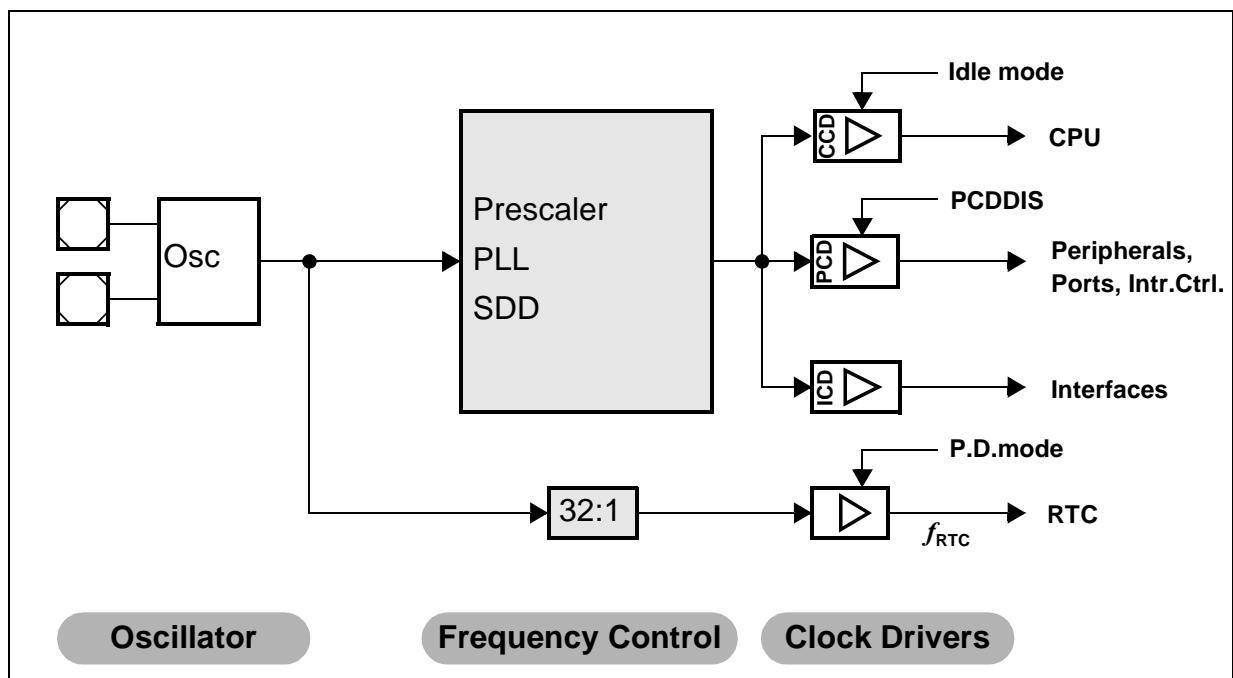 Idle mode
CCD
CPU
PCDDIS
Prescaler
PLL
SDD
Osc
PCD
Peripherals,
Ports, Intr.Ctrl.
ICD
Interfaces
P.D.mode
32:1
RTC
fRTC
Oscillator
Frequency Control
Clock Drivers